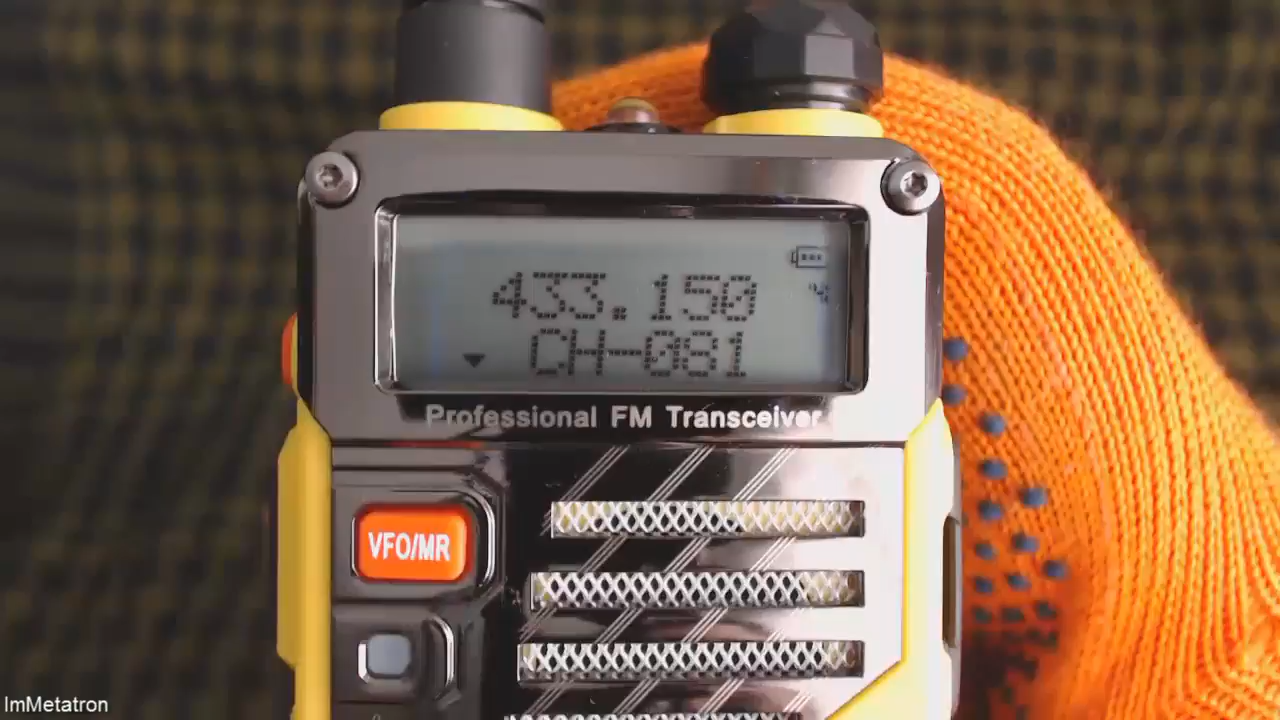 433.150
CH-081
Professional FM Transceiver
VFO/MR
ImMetatron